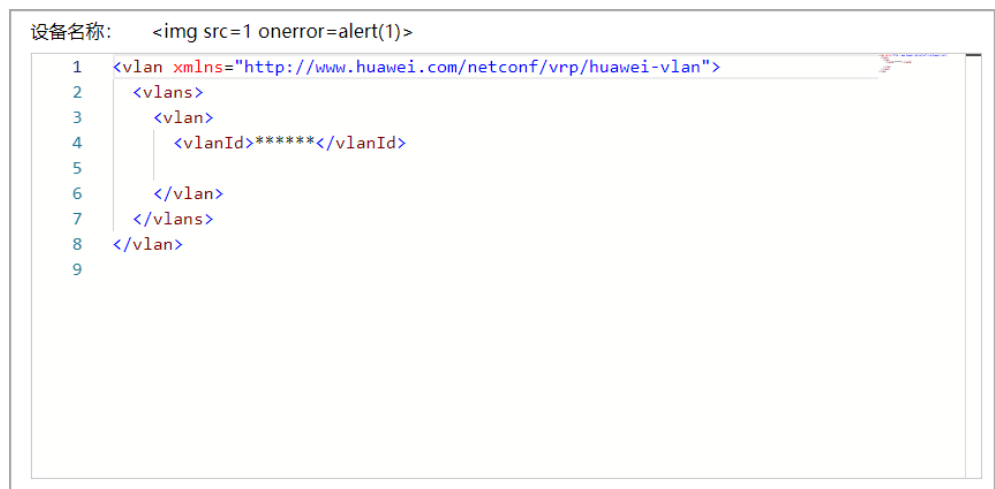 设备名称: <img src=1 onerror=alert(1)>
1 <vlan xmlns="http://www.huawei.com/netconf/vrp/huawei-vlan">
2 <vlans>
3 <vlan>
4 <vlanId>******</vlanId>
5
6 </vlan>
7 </vlans>
8 </vlan>
9